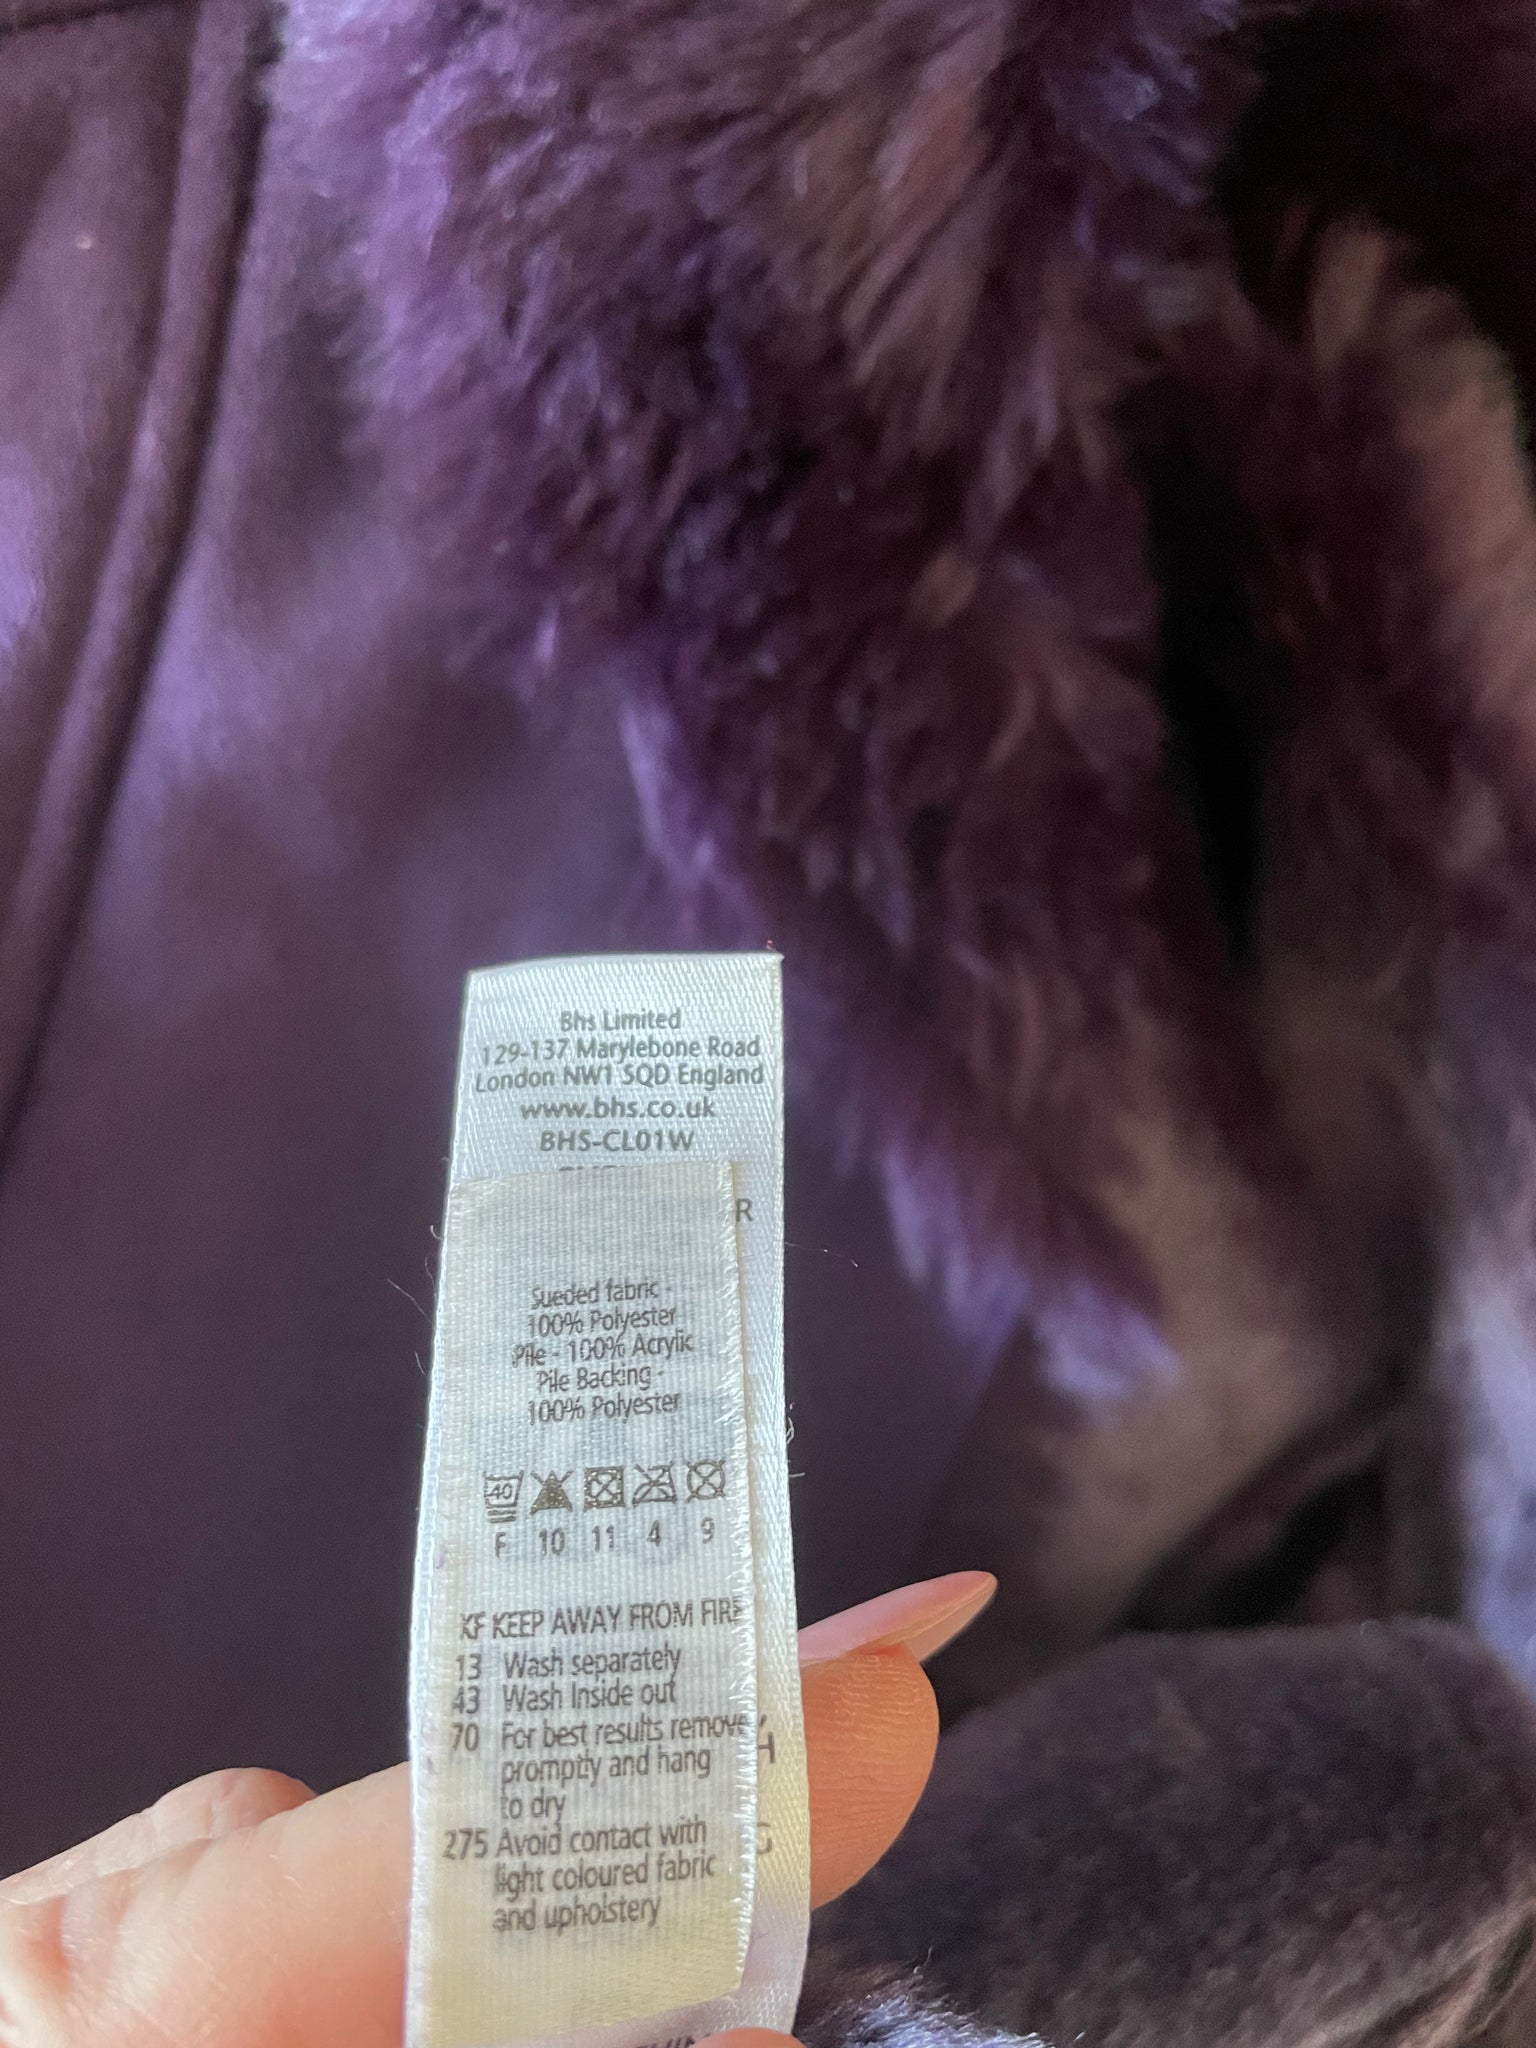 Bhs Limited
129-137 Marylebone Road
London NW1 5QD England
www.bhs.co.uk
BHS-CL01W
R
Sueded fabric -
100% Polyester
Pile - 100% Acrylic
Pile Backing -
100% Polyester
40
F 10 11 4 9
KF KEEP AWAY FROM FIRE
13 Wash separately
43 Wash Inside out
70 For best results remove
promptly and hang
to dry
275 Avoid contact with
light coloured fabric
and upholstery
H
G